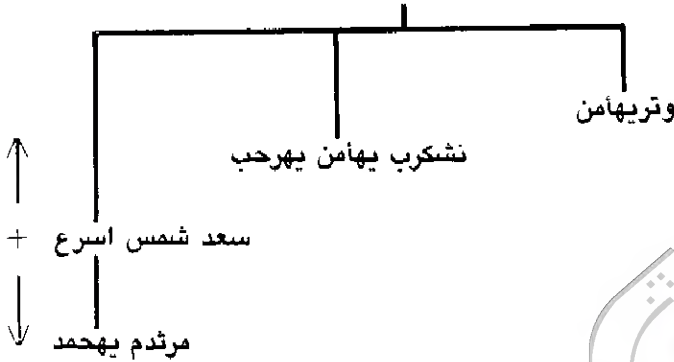 وتريهأمن
نشكرب يهأمن يهرحب
+ سعد شمس اسرع
مرثدم يهحمد